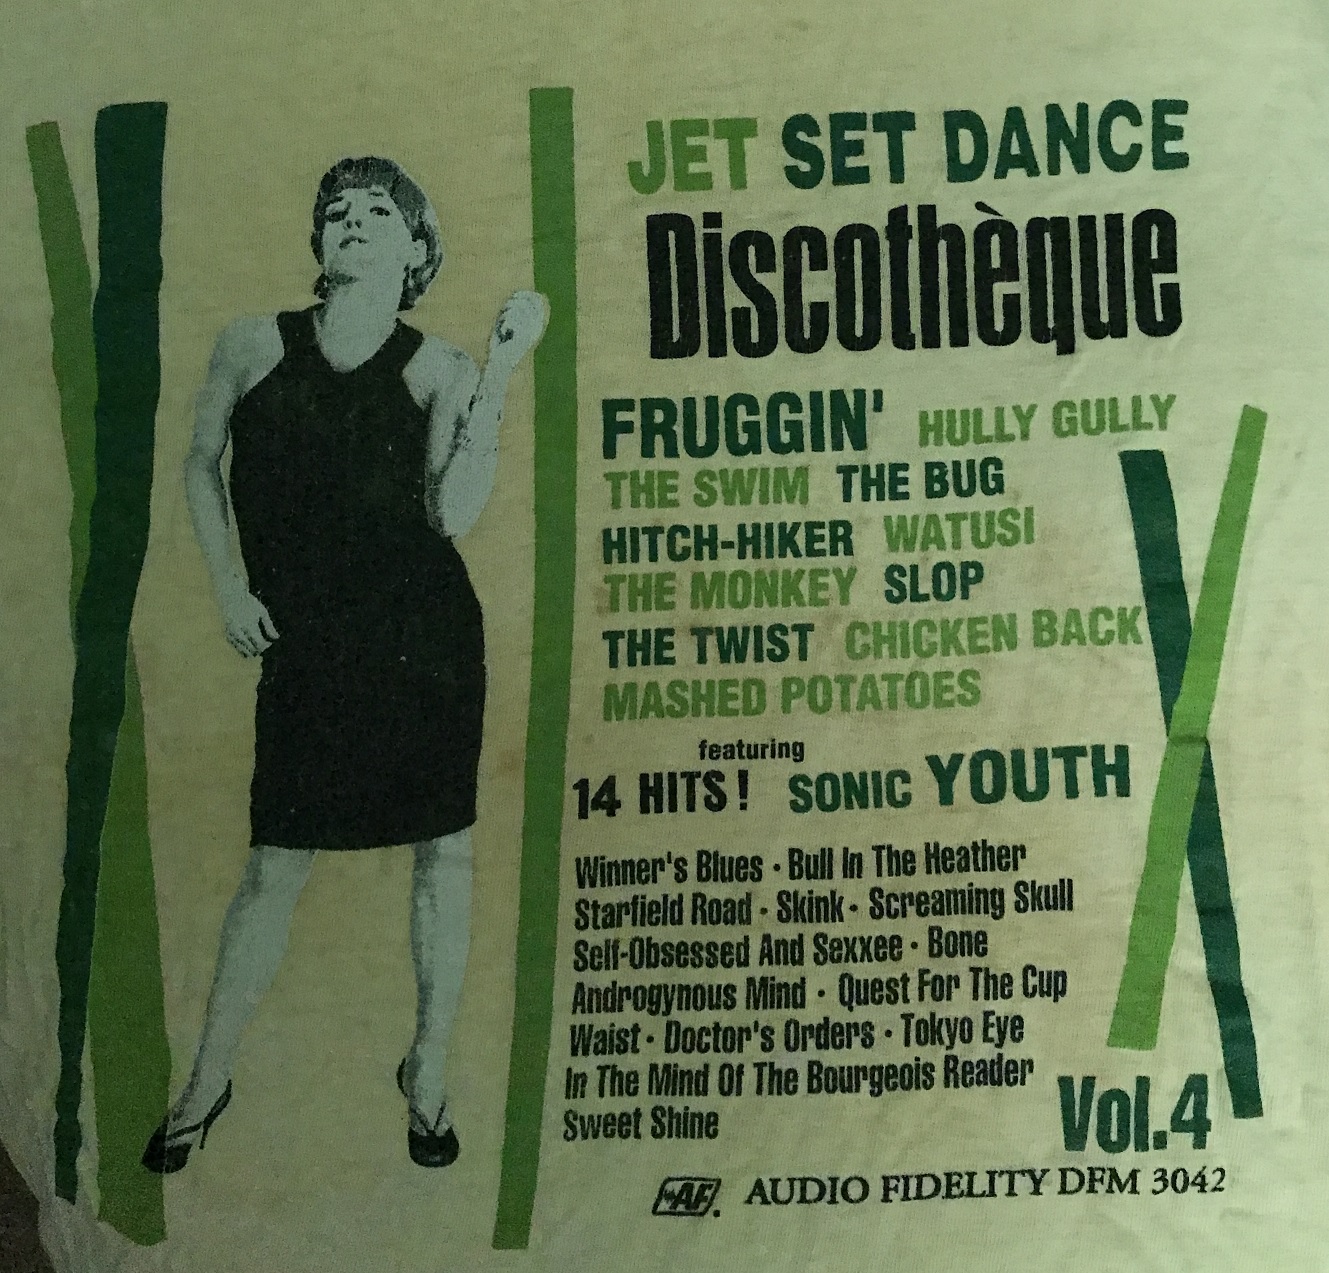 JET SET DANCE
Discothèque
FRUGGIN' HULLY GULLY
THE SWIM THE BUG
HITCH-HIKER WATUSI
THE MONKEY SLOP
THE TWIST CHICKEN BACK
MASHED POTATOES
featuring
14 HITS! SONIC YOUTH
Winner's Blues · Bull In The Heather
Starfield Road · Skink · Screaming Skull
Self-Obsessed And Sexxee · Bone
Androgynous Mind · Quest For The Cup
Waist · Doctor's Orders · Tokyo Eye
In The Mind Of The Bourgeois Reader
Sweet Shine
Vol.4
AF. AUDIO FIDELITY DFM 3042